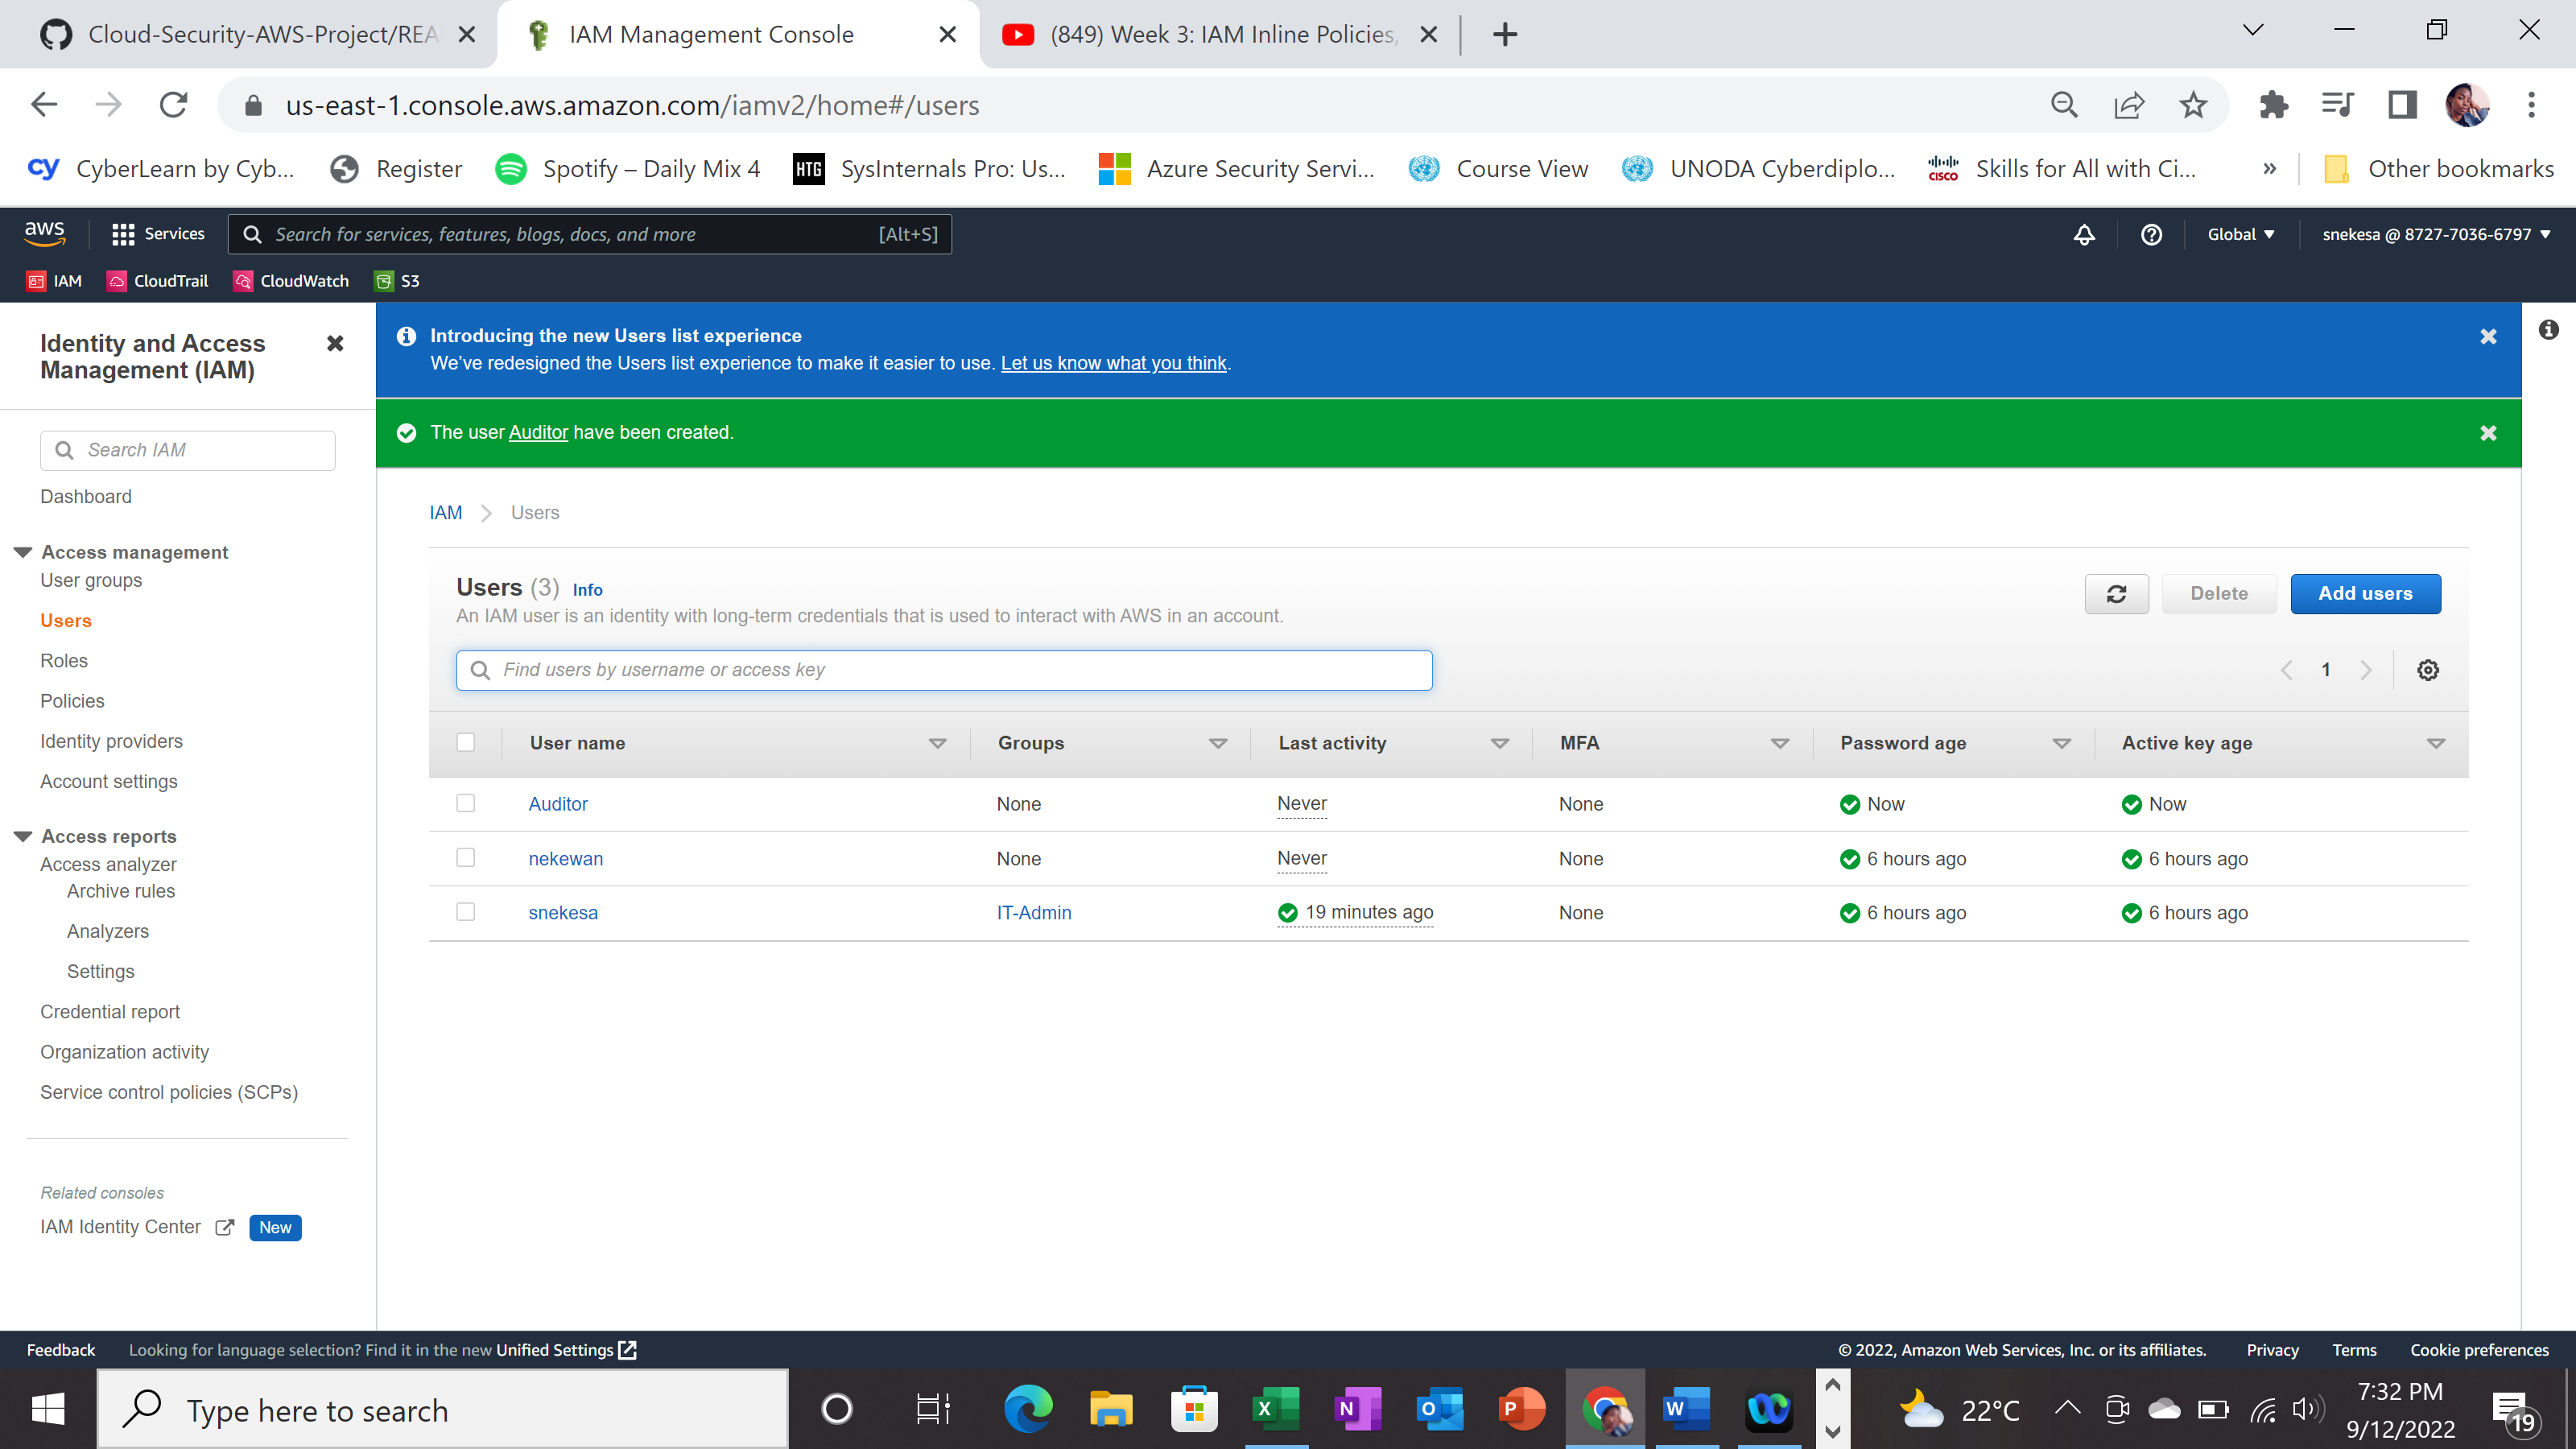 Cloud-Security-AWS-Project/REA
IAM Management Console
(849) Week 3: IAM Inline Policies,
us-east-1.console.aws.amazon.com/iamv2/home#/users
cy CyberLearn by Cyb...
Register
Spotify – Daily Mix 4
HTG SysInternals Pro: Us...
Azure Security Servi...
Course View
UNODA Cyberdiplo...
CISCO Skills for All with Ci...
» Other bookmarks
aws
Services
Search for services, features, blogs, docs, and more [Alt+S]
Global
snekesa @ 8727-7036-6797
IAM CloudTrail CloudWatch S3
Identity and Access
Management (IAM)
Search IAM
Dashboard
Access management
User groups
Users
Roles
Policies
Identity providers
Account settings
Access reports
Access analyzer
Archive rules
Analyzers
Settings
Credential report
Organization activity
Service control policies (SCPs)
Related consoles
IAM Identity Center New
Introducing the new Users list experience
We've redesigned the Users list experience to make it easier to use. Let us know what you think.
The user Auditor have been created.
IAM Users
Users (3) Info
An IAM user is an identity with long-term credentials that is used to interact with AWS in an account.
Delete
Add users
Find users by username or access key
1
User name Groups Last activity MFA Password age Active key age
Auditor None Never None Now Now
nekewan None Never None 6 hours ago 6 hours ago
snekesa IT-Admin 19 minutes ago None 6 hours ago 6 hours ago
Feedback Looking for language selection? Find it in the new Unified Settings
© 2022, Amazon Web Services, Inc. or its affiliates. Privacy Terms Cookie preferences
Type here to search
22°C
7:32 PM
9/12/2022
19